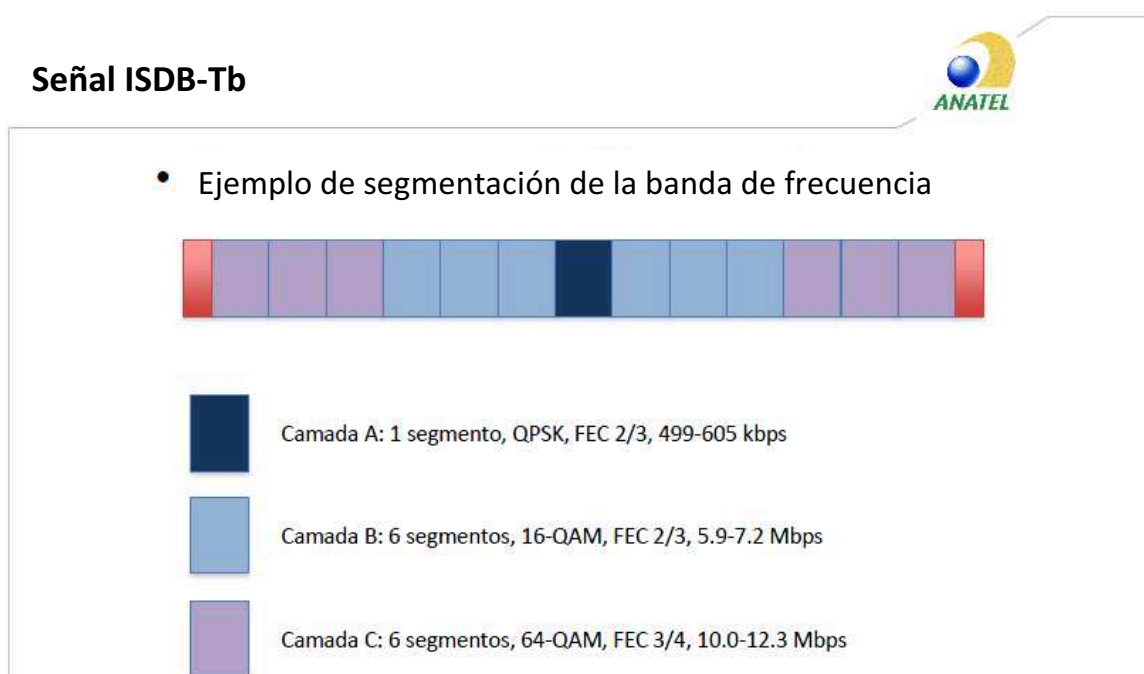 Señal ISDB-Tb
ANATEL
• Ejemplo de segmentación de la banda de frecuencia
Camada A: 1 segmento, QPSK, FEC 2/3, 499-605 kbps
Camada B: 6 segmentos, 16-QAM, FEC 2/3, 5.9-7.2 Mbps
Camada C: 6 segmentos, 64-QAM, FEC 3/4, 10.0-12.3 Mbps